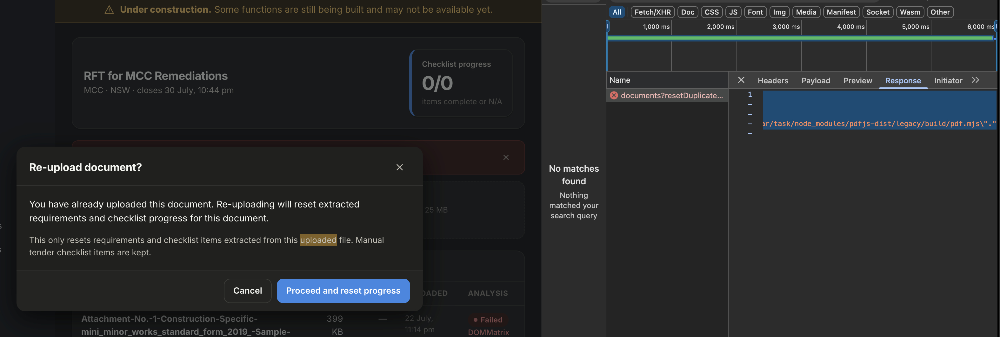 Under construction. Some functions are still being built and may not be available yet.
RFT for MCC Remediations
MCC · NSW · closes 30 July, 10:44 pm
Checklist progress
0/0
items complete or N/A
Re-upload document?
You have already uploaded this document. Re-uploading will reset extracted
requirements and checklist progress for this document.
This only resets requirements and checklist items extracted from this uploaded file. Manual
tender checklist items are kept.
Cancel
Proceed and reset progress
25 MB
OADED
ANALYSIS
Attachment-No.-1-Construction-Specific-
mini_minor_works_standard_form_2019_-Sample-
399
KB
—
22 July,
11:14 pm
Failed
DOMMatrix
No matches
found
Nothing
matched your
search query
All
Fetch/XHR
Doc
CSS
JS
Font
Img
Media
Manifest
Socket
Wasm
Other
1,000 ms
2,000 ms
3,000 ms
4,000 ms
5,000 ms
6,000 ms
Name
documents?resetDuplicate...
Headers
Payload
Preview
Response
Initiator
1
–
–
–
ar/task/node_modules/pdfjs-dist/legacy/build/pdf.mjs\"."
–